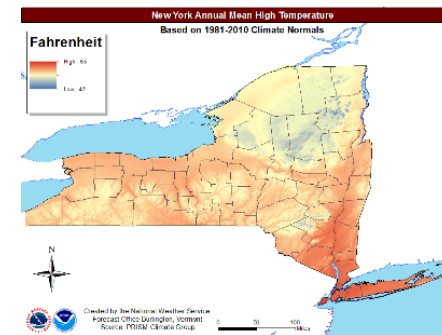 New York Annual Mean High Temperature
Based on 1981-2010 Climate Normals
Fahrenheit
High : 65
Low : 42
N
Created by the National Weather Service
Forecast Office Burlington, Vermont
Source: PRISM Climate Group
0 50 100
Miles